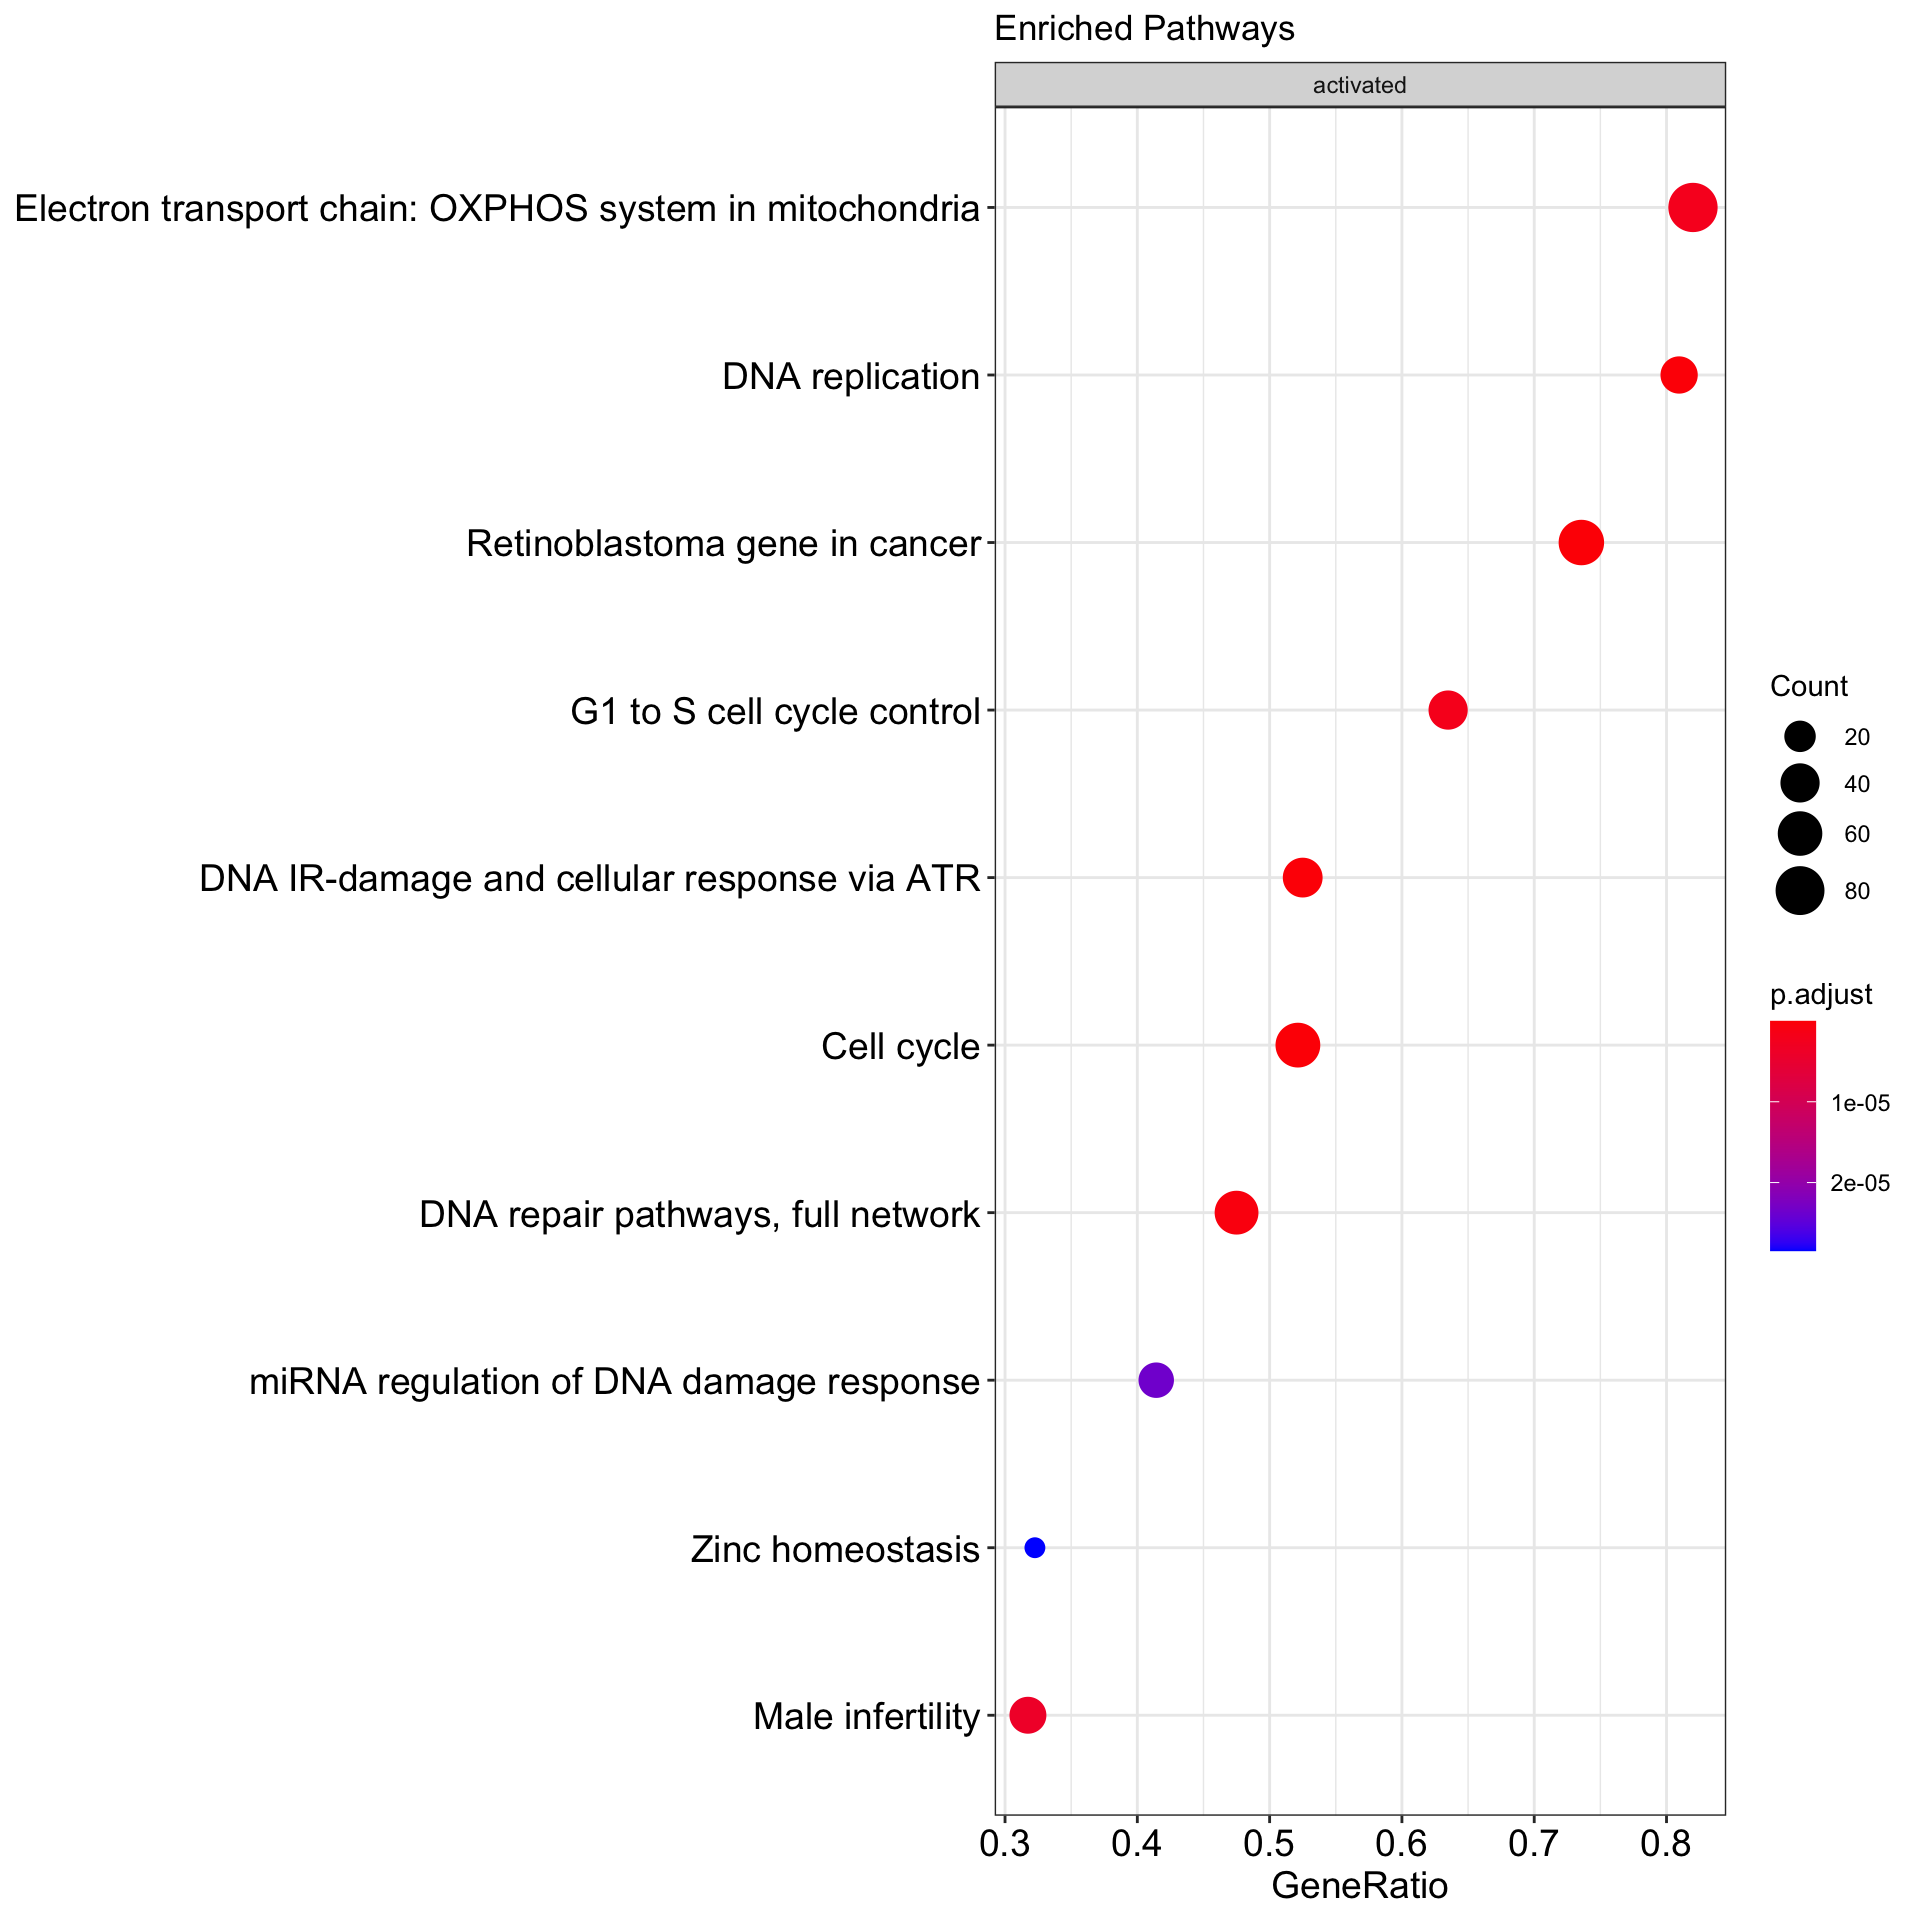 Enriched Pathways
activated
Electron transport chain: OXPHOS system in mitochondria
DNA replication
Retinoblastoma gene in cancer
G1 to S cell cycle control
DNA IR-damage and cellular response via ATR
Cell cycle
DNA repair pathways, full network
miRNA regulation of DNA damage response
Zinc homeostasis
Male infertility
0.3 0.4 0.5 0.6 0.7 0.8
GeneRatio
Count
20
40
60
80
p.adjust
1e-05
2e-05